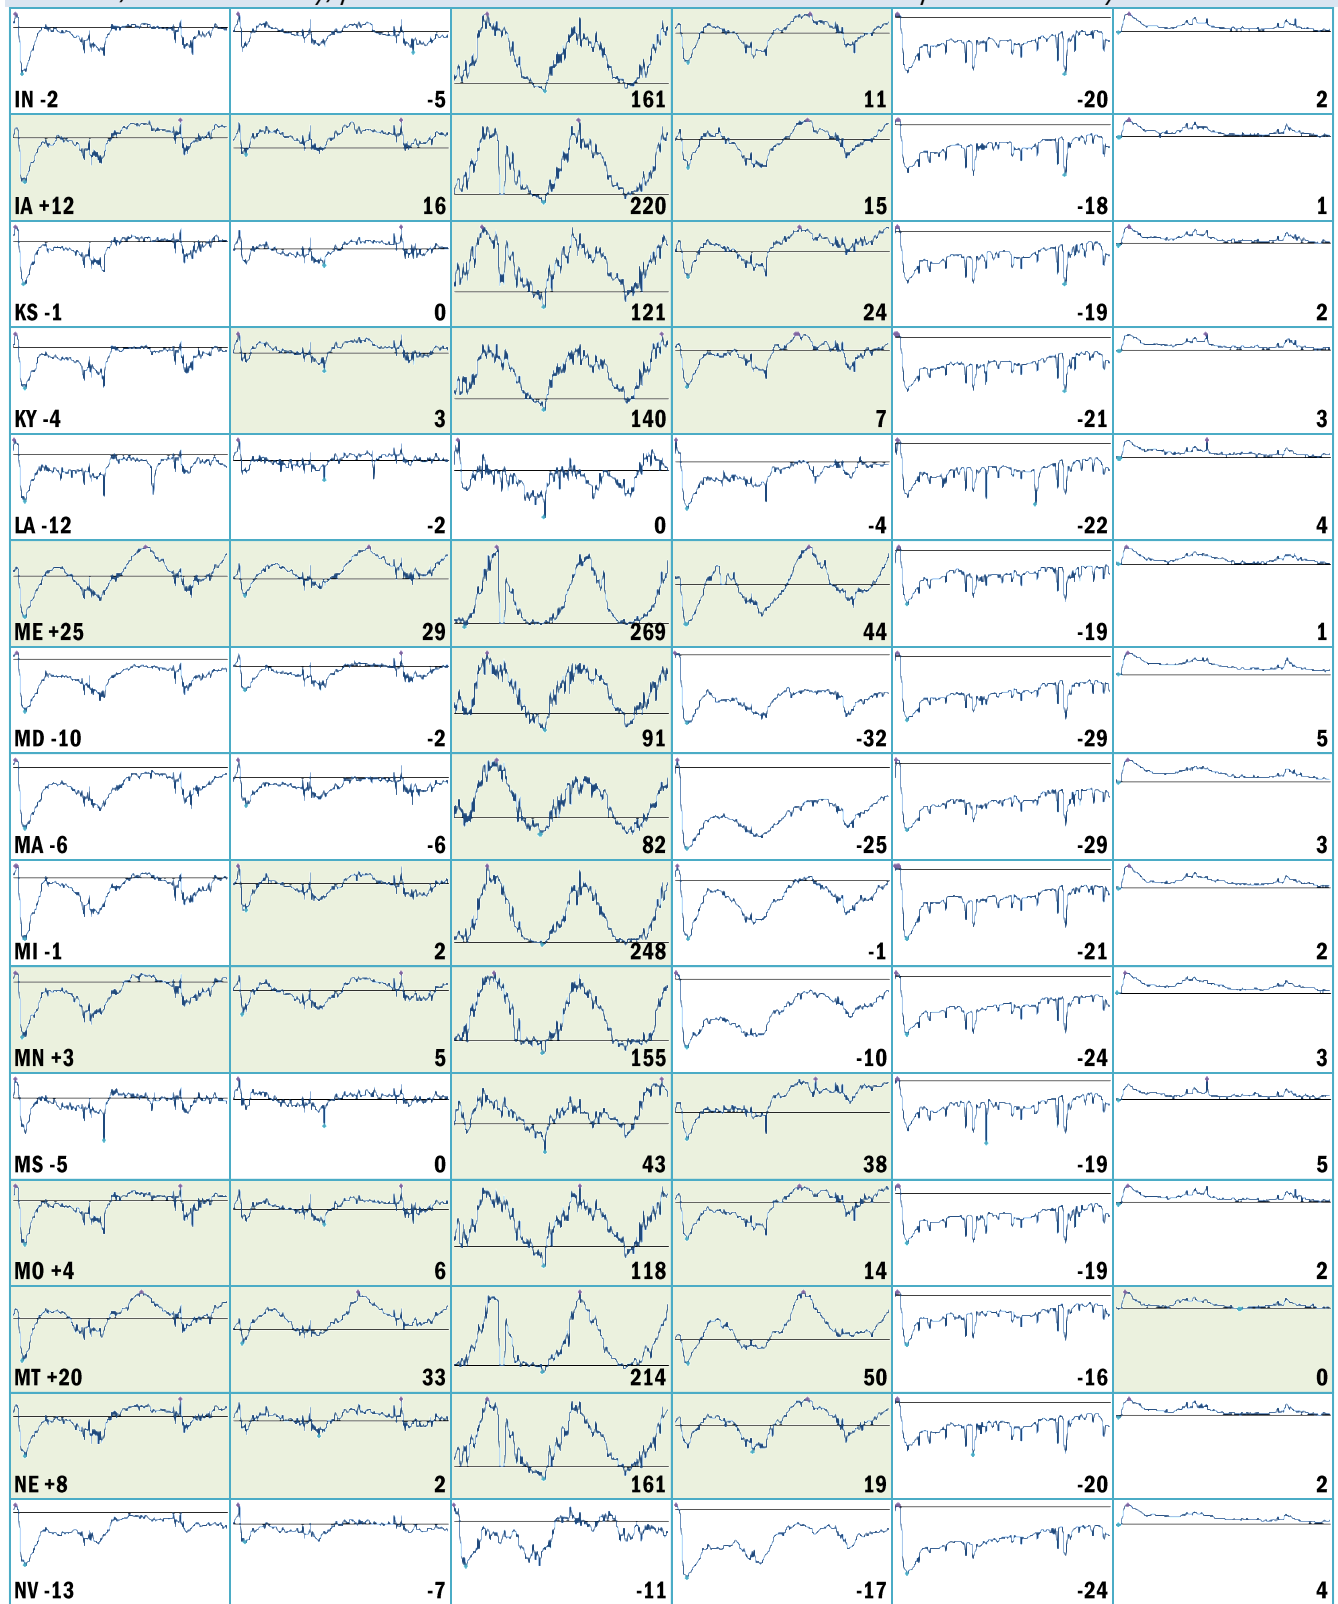 IN -2 -5 161 11 -20 2
IA +12 16 220 15 -18 1
KS -1 0 121 24 -19 2
KY -4 3 140 7 -21 3
LA -12 -2 0 -4 -22 4
ME +25 29 269 44 -19 1
MD -10 -2 91 -32 -29 5
MA -6 -6 82 -25 -29 3
MI -1 2 248 -1 -21 2
MN +3 5 155 -10 -24 3
MS -5 0 43 38 -19 5
MO +4 6 118 14 -19 2
MT +20 33 214 50 -16 0
NE +8 2 161 19 -20 2
NV -13 -7 -11 -17 -24 4